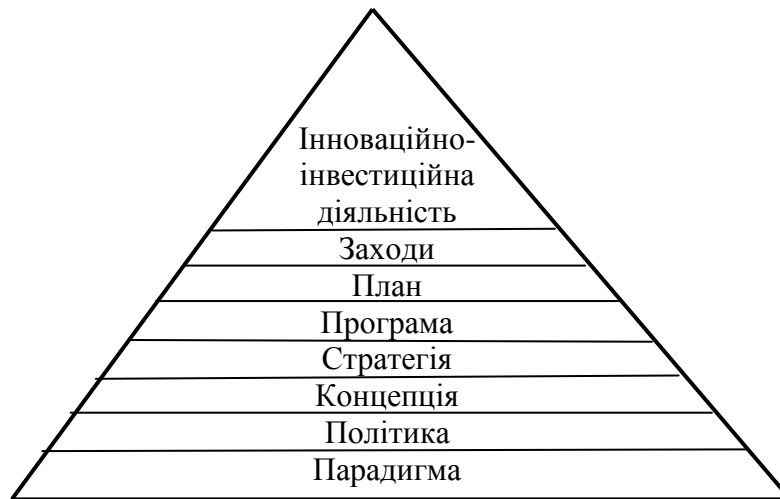 Інноваційно-
інвестиційна
діяльність
Заходи
План
Програма
Стратегія
Концепція
Політика
Парадигма